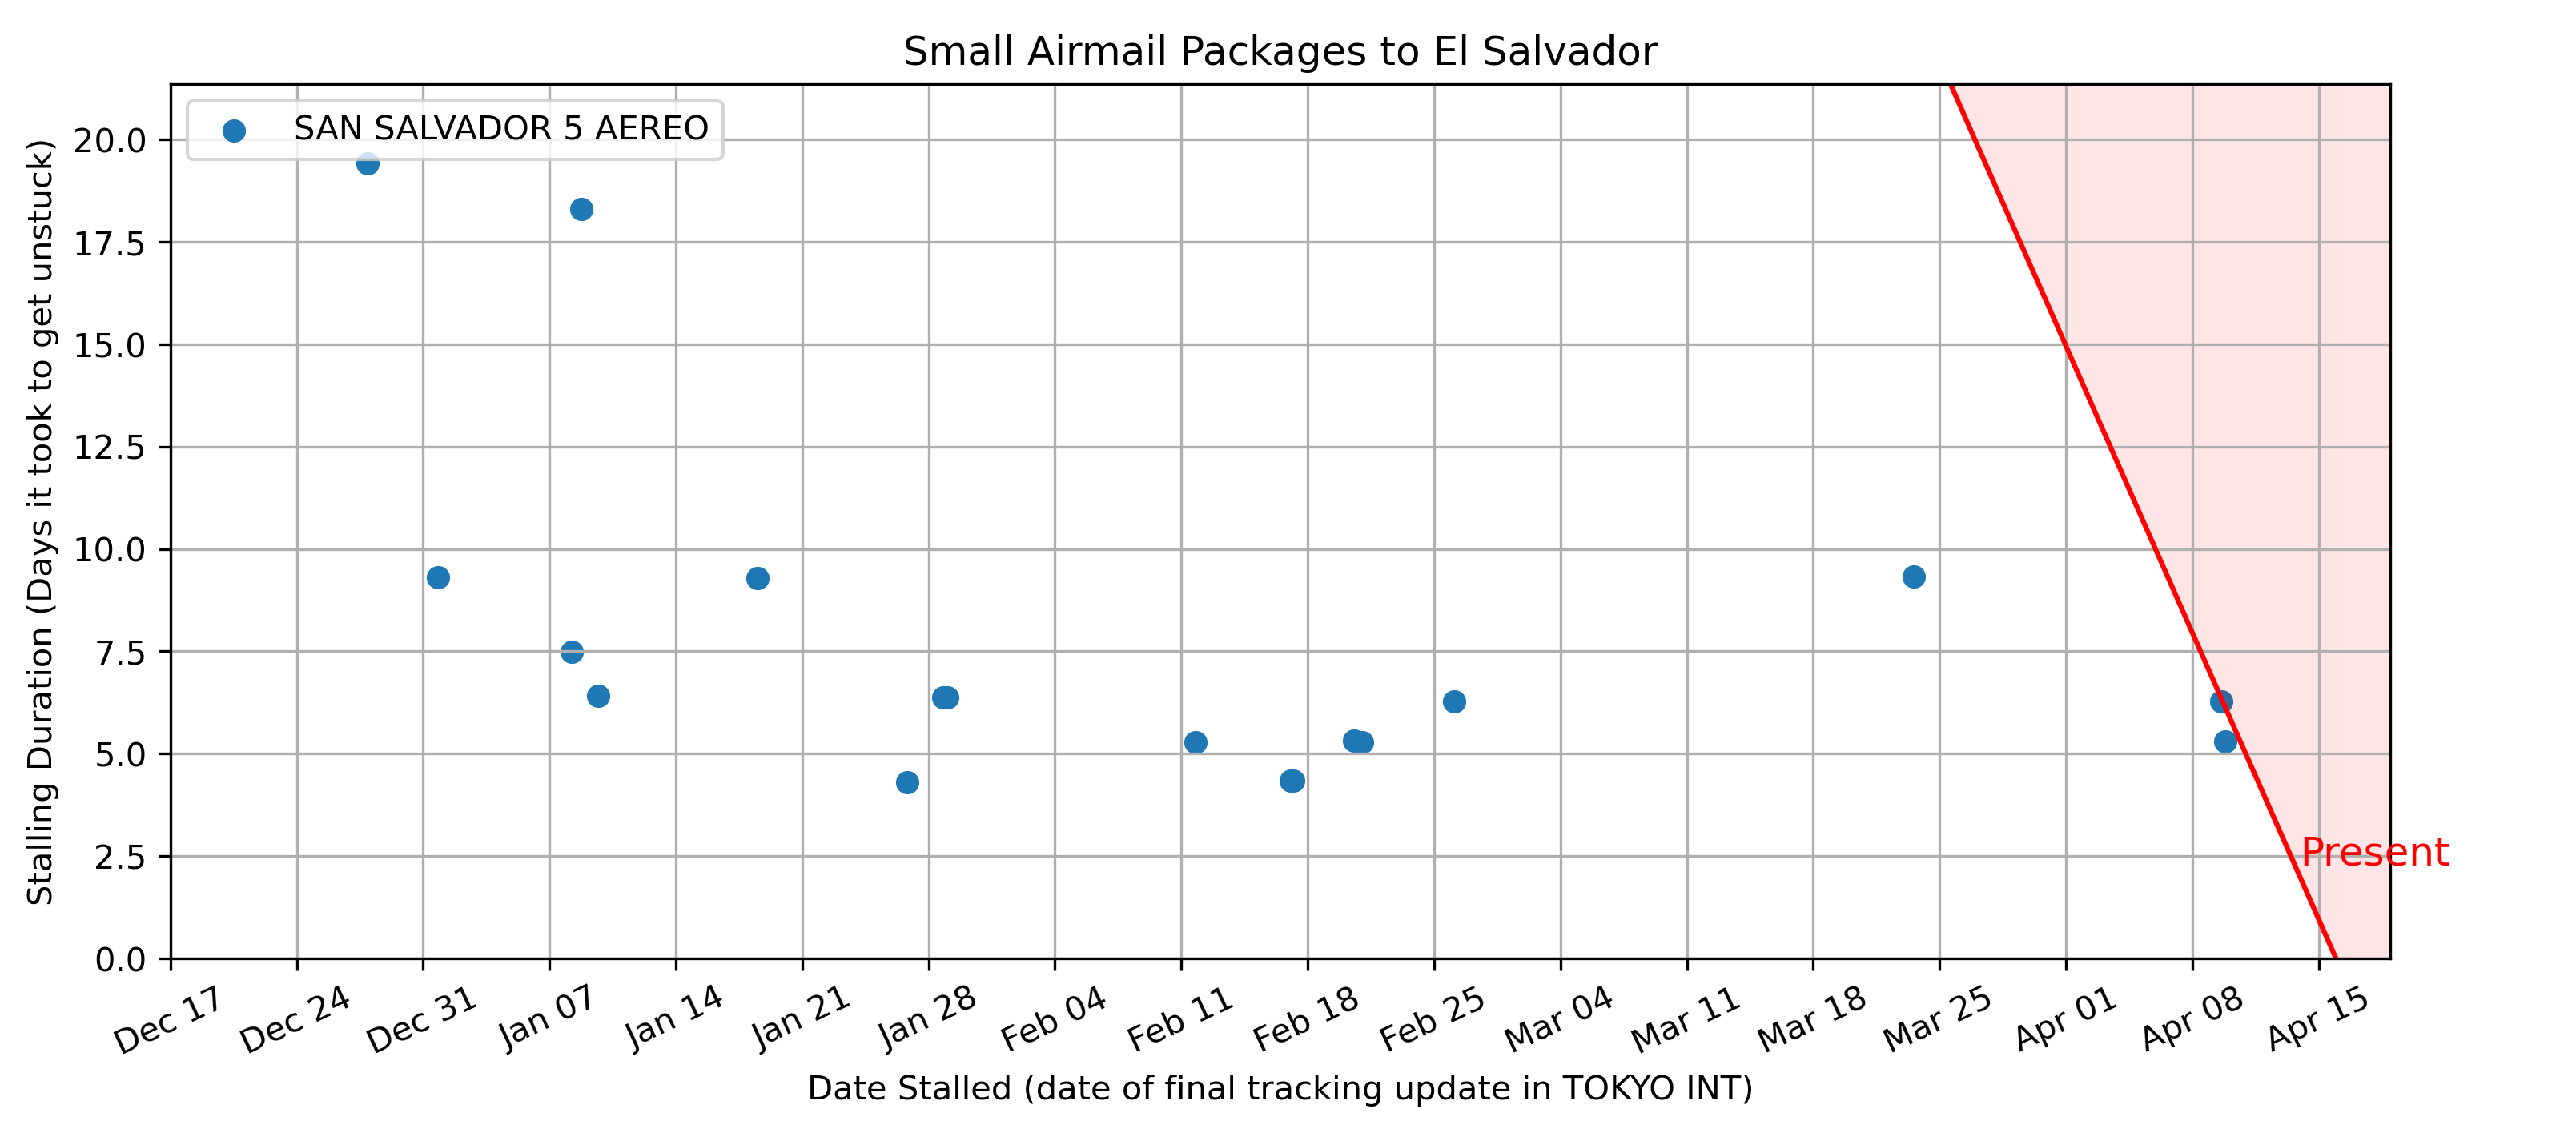 Small Airmail Packages to El Salvador
SAN SALVADOR 5 AEREO
Stalling Duration (Days it took to get unstuck)
20.0
17.5
15.0
12.5
10.0
7.5
5.0
2.5
0.0
Present
Dec 17
Dec 24
Dec 31
Jan 07
Jan 14
Jan 21
Jan 28
Feb 04
Feb 11
Feb 18
Feb 25
Mar 04
Mar 11
Mar 18
Mar 25
Apr 01
Apr 08
Apr 15
Date Stalled (date of final tracking update in TOKYO INT)